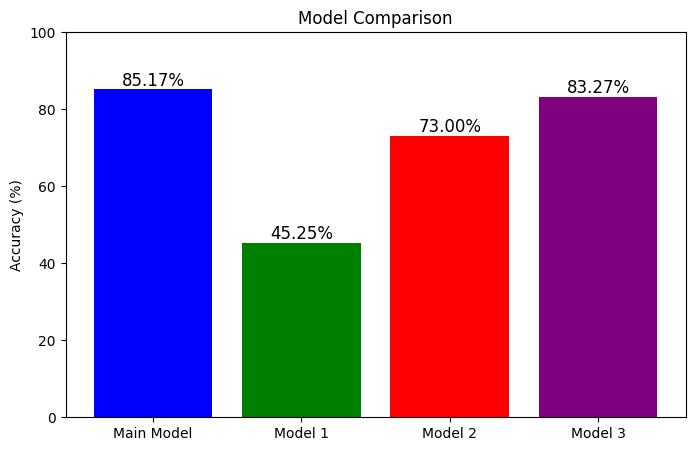 Model Comparison
Accuracy (%)
100
80
60
40
20
0
85.17%
45.25%
73.00%
83.27%
Main Model
Model 1
Model 2
Model 3